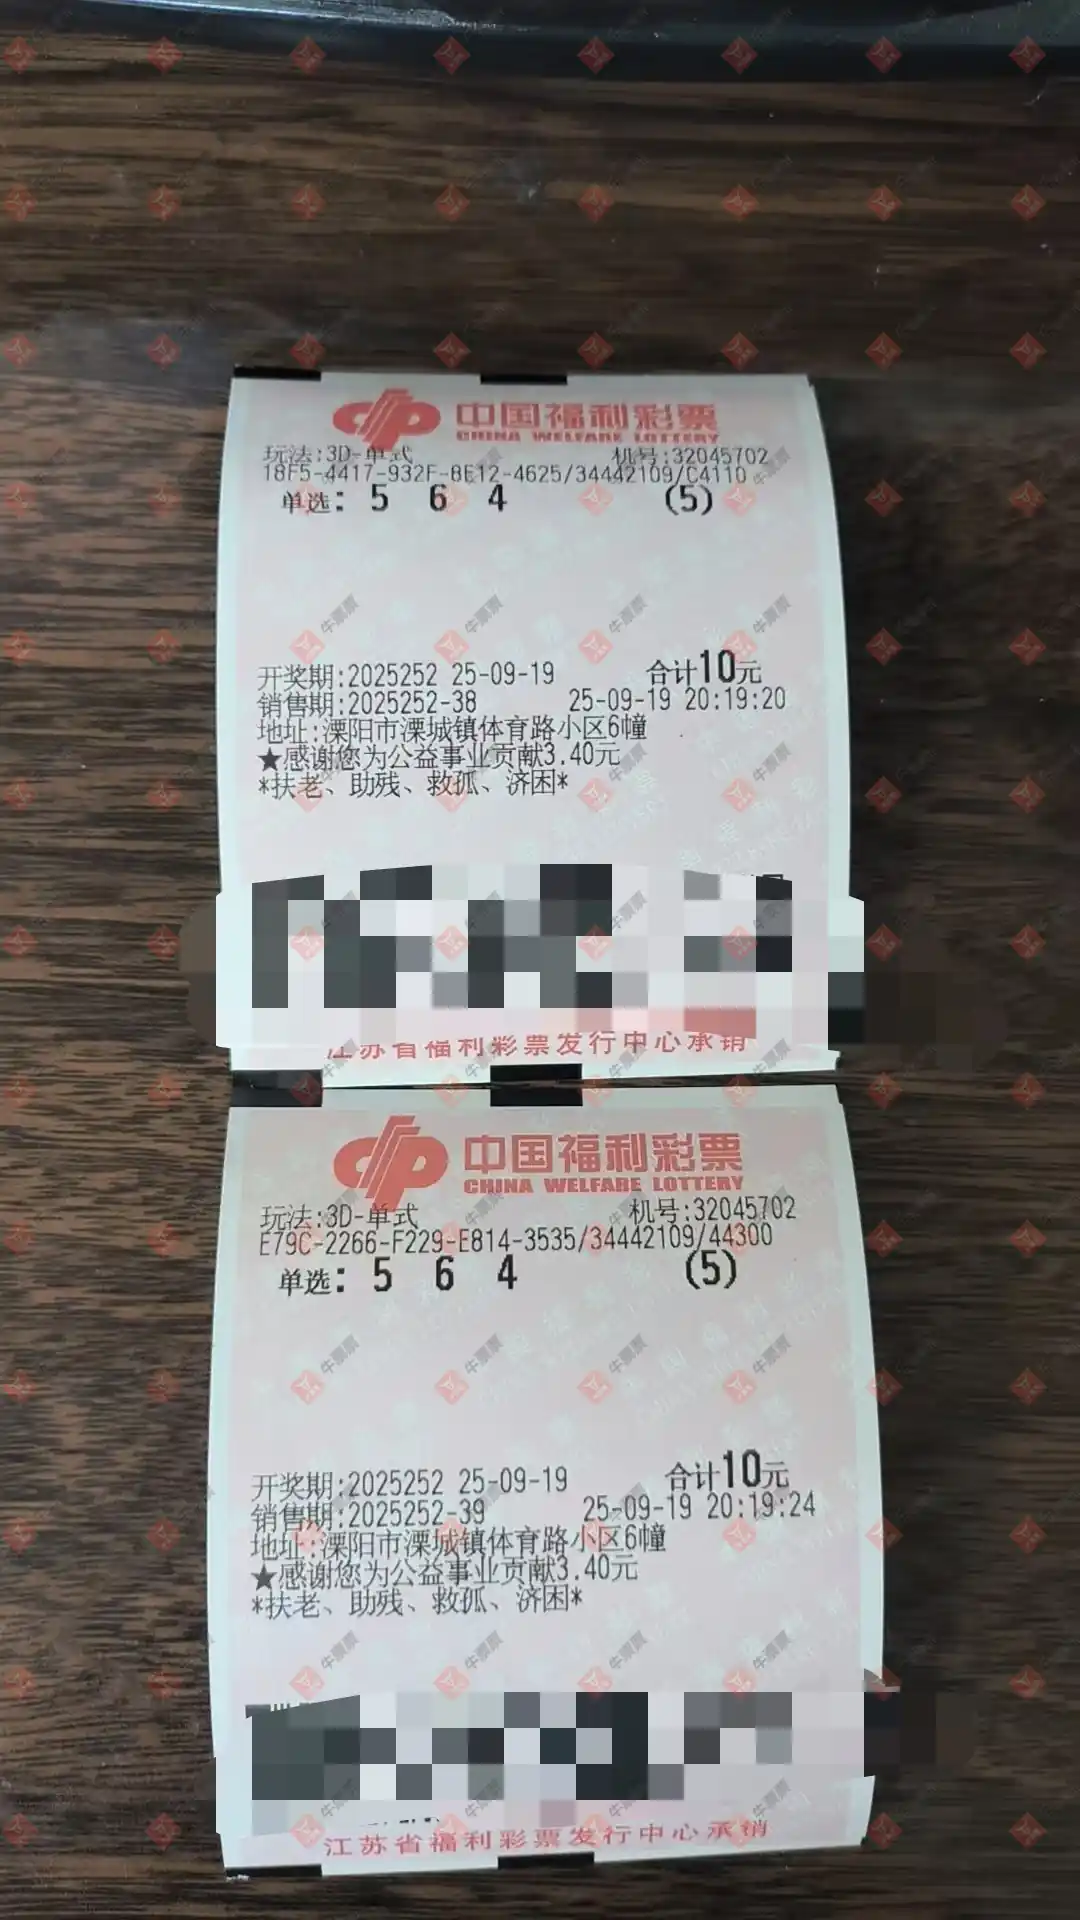 中国福利彩票
CHINA WELFARE LOTTERY
玩法:3D-单式 机号:32045702
18F5-4417-932F-8E12-4625/34442109/C4110
单选: 5 6 4 (5)
开奖期:2025252 25-09-19 合计10元
销售期:2025252-38 25-09-19 20:19:20
地址:溧阳市溧城镇体育路小区6幢
★感谢您为公益事业贡献3.40元
*扶老、助残、救孤、济困*
江苏省福利彩票发行中心承销
中国福利彩票
CHINA WELFARE LOTTERY
玩法:3D-单式 机号:32045702
E79C-2266-F229-E814-3535/34442109/44300
单选: 5 6 4 (5)
开奖期:2025252 25-09-19 合计10元
销售期:2025252-39 25-09-19 20:19:24
地址:溧阳市溧城镇体育路小区6幢
★感谢您为公益事业贡献3.40元
*扶老、助残、救孤、济困*
江苏省福利彩票发行中心承销
牛票票